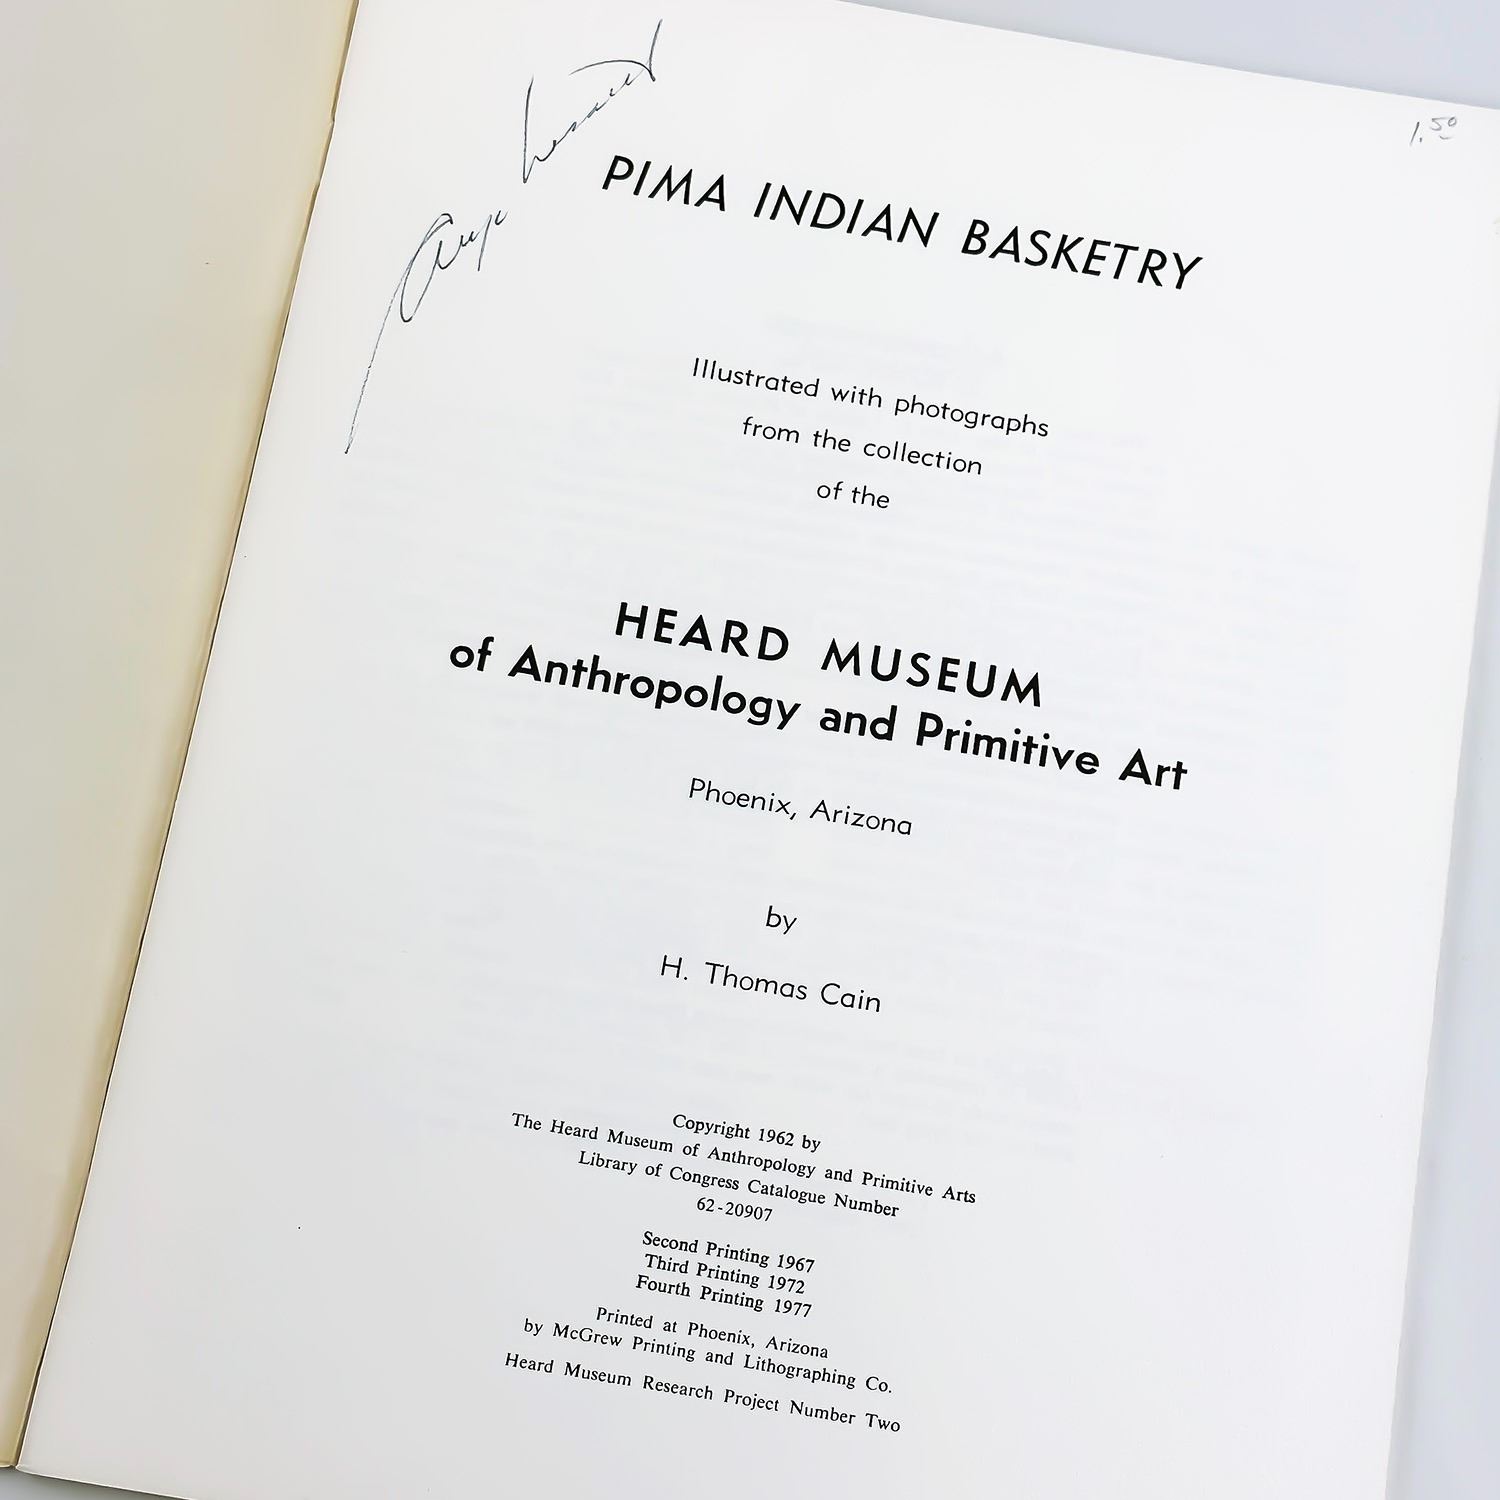 1.50
PIMA INDIAN BASKETRY
Illustrated with photographs
from the collection
of the
HEARD MUSEUM
of Anthropology and Primitive Art
Phoenix, Arizona
by
H. Thomas Cain
Copyright 1962 by
The Heard Museum of Anthropology and Primitive Arts
Library of Congress Catalogue Number
62-20907
Second Printing 1967
Third Printing 1972
Fourth Printing 1977
Printed at Phoenix, Arizona
by McGrew Printing and Lithographing Co.
Heard Museum Research Project Number Two